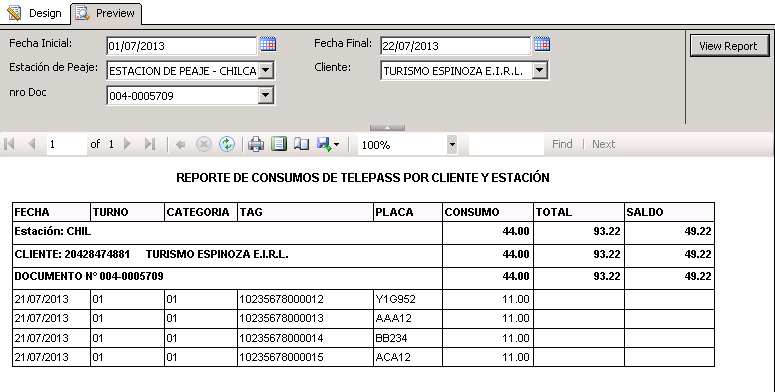 Design Preview
Fecha Inicial: 01/07/2013 Fecha Final: 22/07/2013 View Report
Estación de Peaje: ESTACION DE PEAJE - CHILCA Cliente: TURISMO ESPINOZA E.I.R.L.
nro Doc 004-0005709
1 of 1 100% Find | Next
REPORTE DE CONSUMOS DE TELEPASS POR CLIENTE Y ESTACIÓN
FECHA TURNO CATEGORIA TAG PLACA CONSUMO TOTAL SALDO
Estación: CHIL 44.00 93.22 49.22
CLIENTE: 20428474881 TURISMO ESPINOZA E.I.R.L. 44.00 93.22 49.22
DOCUMENTO Nº 004-0005709 44.00 93.22 49.22
21/07/2013 01 01 10235678000012 Y1G952 11.00
21/07/2013 01 01 10235678000013 AAA12 11.00
21/07/2013 01 01 10235678000014 BB234 11.00
21/07/2013 01 01 10235678000015 ACA12 11.00